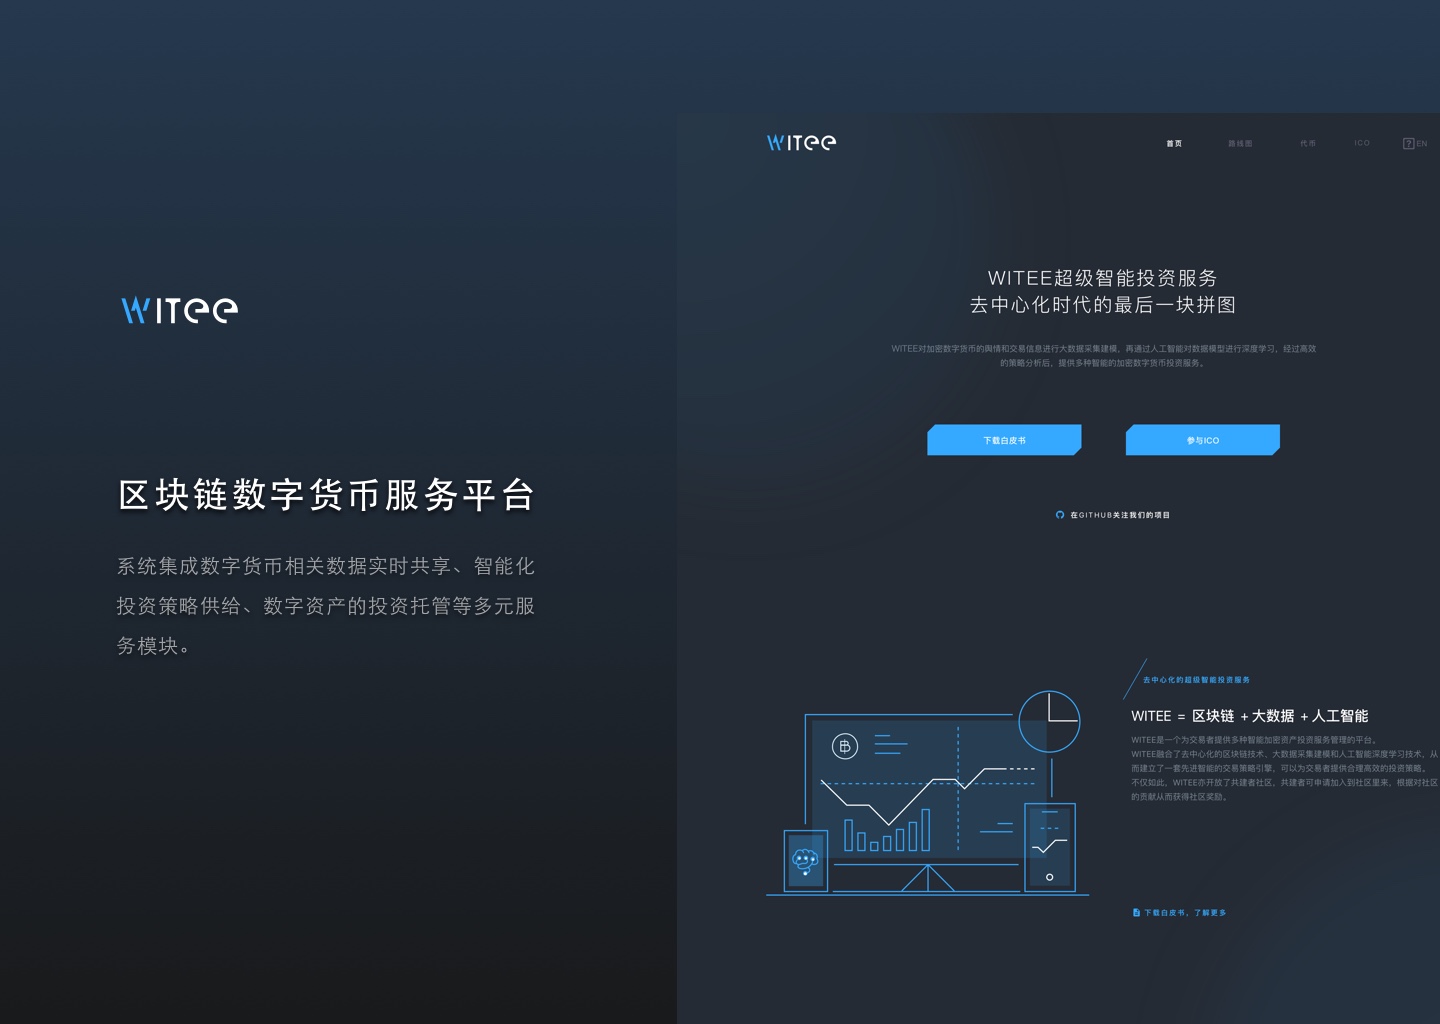 WITEE
区块链数字货币服务平台
系统集成数字货币相关数据实时共享、智能化
投资策略供给、数字资产的投资托管等多元服
务模块。
WITEE
首页 路线图 代币 ICO ? EN
WITEE超级智能投资服务
去中心化时代的最后一块拼图
WITEE对加密数字货币的舆情和交易信息进行大数据采集建模，再通过人工智能对数据模型进行深度学习，经过高效
的策略分析后，提供多种智能的加密数字货币投资服务。
下载白皮书
参与ICO
在GITHUB关注我们的项目
去中心化的超级智能投资服务
WITEE = 区块链 + 大数据 + 人工智能
WITEE是一个为交易者提供多种智能加密资产投资服务管理的平台。
WITEE融合了去中心化的区块链技术、大数据采集建模和人工智能深度学习技术，从
而建立了一套先进智能的交易策略引擎，可以为交易者提供合理高效的投资策略。
不仅如此，WITEE亦开放了共建者社区，共建者可申请加入到社区里来，根据对社区
的贡献从而获得社区奖励。
下载白皮书，了解更多